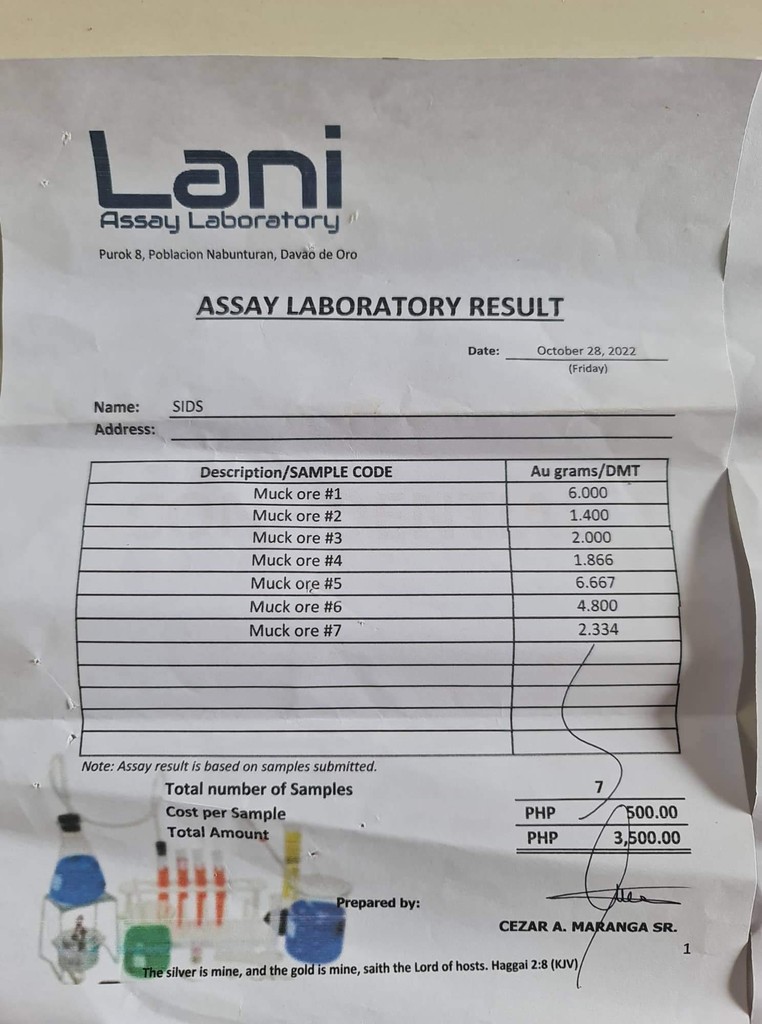 Lani
Assay Laboratory
Purok 8, Poblacion Nabunturan, Davao de Oro
ASSAY LABORATORY RESULT
Date: October 28, 2022
(Friday)
Name: SIDS
Address:
Description/SAMPLE CODE Au grams/DMT
Muck ore #1 6.000
Muck ore #2 1.400
Muck ore #3 2.000
Muck ore #4 1.866
Muck ore #5 6.667
Muck ore #6 4.800
Muck ore #7 2.334
Note: Assay result is based on samples submitted.
Total number of Samples 7
Cost per Sample PHP 500.00
Total Amount PHP 3,500.00
Prepared by:
CEZAR A. MARANGA SR.
1
The silver is mine, and the gold is mine, saith the Lord of hosts. Haggai 2:8 (KJV)